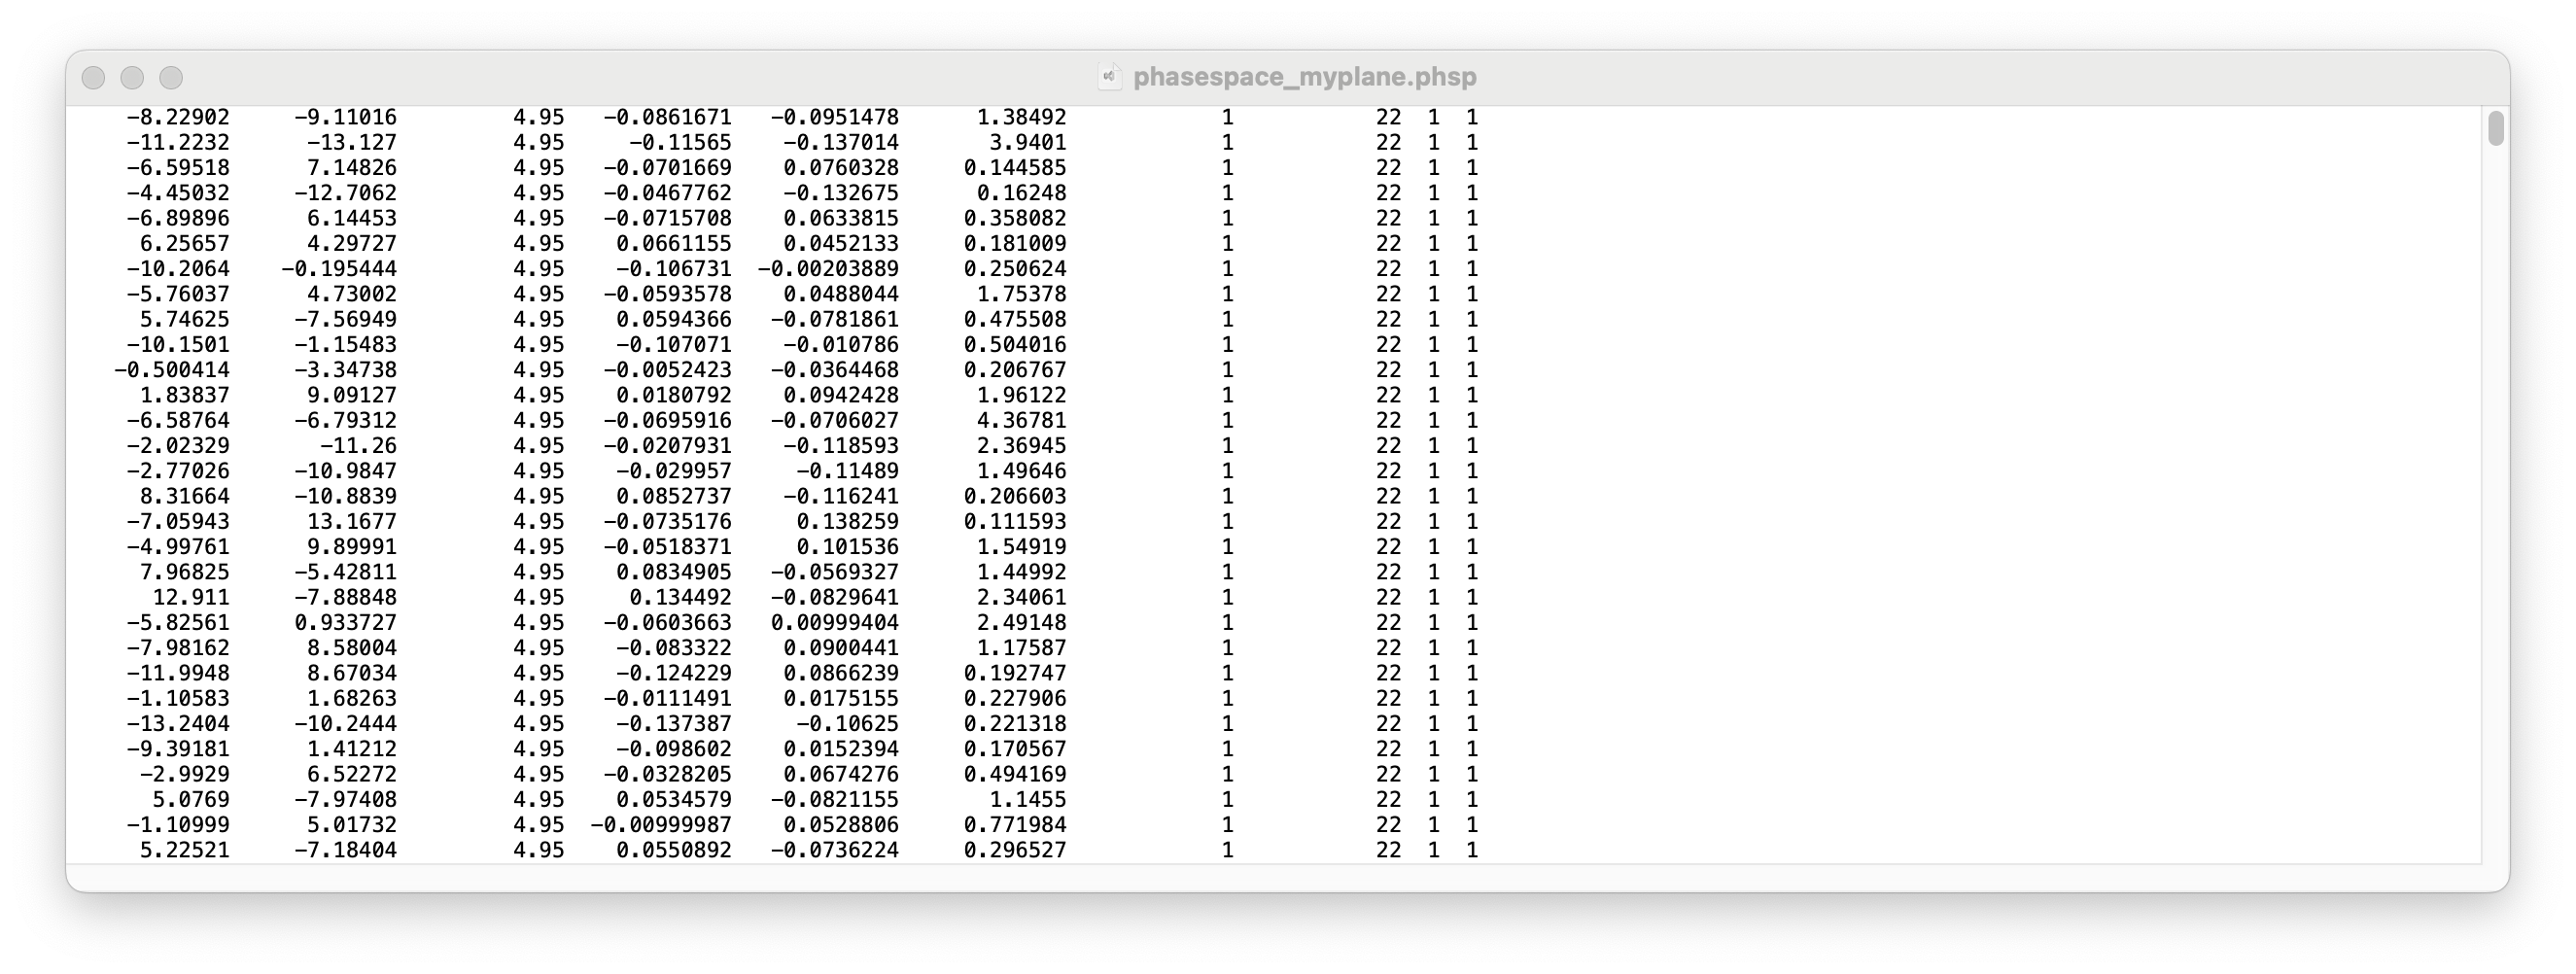 phasespace_myplane.phsp
-8.22902 -9.11016 4.95 -0.0861671 -0.0951478 1.38492 1 22 1 1
-11.2232 -13.127 4.95 -0.11565 -0.137014 3.9401 1 22 1 1
-6.59518 7.14826 4.95 -0.0701669 0.0760328 0.144585 1 22 1 1
-4.45032 -12.7062 4.95 -0.0467762 -0.132675 0.16248 1 22 1 1
-6.89896 6.14453 4.95 -0.0715708 0.0633815 0.358082 1 22 1 1
6.25657 4.29727 4.95 0.0661155 0.0452133 0.181009 1 22 1 1
-10.2064 -0.195444 4.95 -0.106731 -0.00203889 0.250624 1 22 1 1
-5.76037 4.73002 4.95 -0.0593578 0.0488044 1.75378 1 22 1 1
5.74625 -7.56949 4.95 0.0594366 -0.0781861 0.475508 1 22 1 1
-10.1501 -1.15483 4.95 -0.107071 -0.010786 0.504016 1 22 1 1
-0.500414 -3.34738 4.95 -0.0052423 -0.0364468 0.206767 1 22 1 1
1.83837 9.09127 4.95 0.0180792 0.0942428 1.96122 1 22 1 1
-6.58764 -6.79312 4.95 -0.0695916 -0.0706027 4.36781 1 22 1 1
-2.02329 -11.26 4.95 -0.0207931 -0.118593 2.36945 1 22 1 1
-2.77026 -10.9847 4.95 -0.029957 -0.11489 1.49646 1 22 1 1
8.31664 -10.8839 4.95 0.0852737 -0.116241 0.206603 1 22 1 1
-7.05943 13.1677 4.95 -0.0735176 0.138259 0.111593 1 22 1 1
-4.99761 9.89991 4.95 -0.0518371 0.101536 1.54919 1 22 1 1
7.96825 -5.42811 4.95 0.0834905 -0.0569327 1.44992 1 22 1 1
12.911 -7.88848 4.95 0.134492 -0.0829641 2.34061 1 22 1 1
-5.82561 0.933727 4.95 -0.0603663 0.00999404 2.49148 1 22 1 1
-7.98162 8.58004 4.95 -0.083322 0.0900441 1.17587 1 22 1 1
-11.9948 8.67034 4.95 -0.124229 0.0866239 0.192747 1 22 1 1
-1.10583 1.68263 4.95 -0.0111491 0.0175155 0.227906 1 22 1 1
-13.2404 -10.2444 4.95 -0.137387 -0.10625 0.221318 1 22 1 1
-9.39181 1.41212 4.95 -0.098602 0.0152394 0.170567 1 22 1 1
-2.9929 6.52272 4.95 -0.0328205 0.0674276 0.494169 1 22 1 1
5.0769 -7.97408 4.95 0.0534579 -0.0821155 1.1455 1 22 1 1
-1.10999 5.01732 4.95 -0.00999987 0.0528806 0.771984 1 22 1 1
5.22521 -7.18404 4.95 0.0550892 -0.0736224 0.296527 1 22 1 1